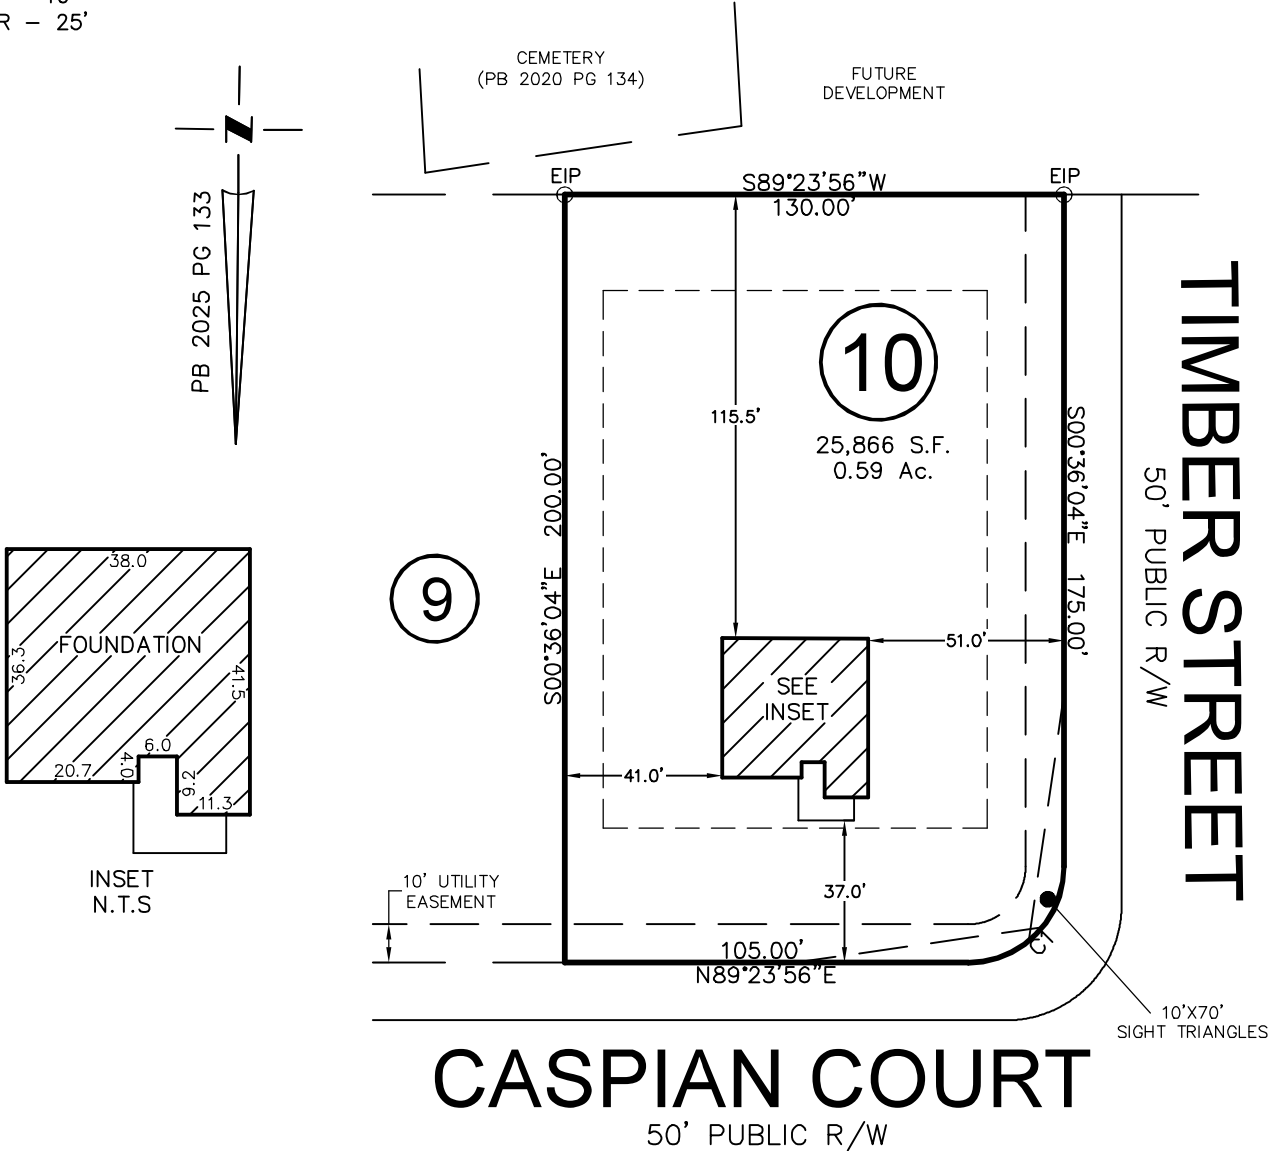 R – 25'
CEMETERY
(PB 2020 PG 134)
FUTURE
DEVELOPMENT
N
PB 2025 PG 133
EIP
EIP
S89°23'56"W
130.00'
10
25,866 S.F.
0.59 Ac.
115.5'
S00°36'04"E 200.00'
S00°36'04"E 175.00'
TIMBER STREET
50' PUBLIC R/W
9
38.0
FOUNDATION
36.3
41.5
6.0
4.0
20.7
9.2
11.3
INSET
N.T.S
51.0'
SEE
INSET
41.0'
37.0'
10' UTILITY
EASEMENT
105.00'
N89°23'56"E
C1
10'X70'
SIGHT TRIANGLES
CASPIAN COURT
50' PUBLIC R/W